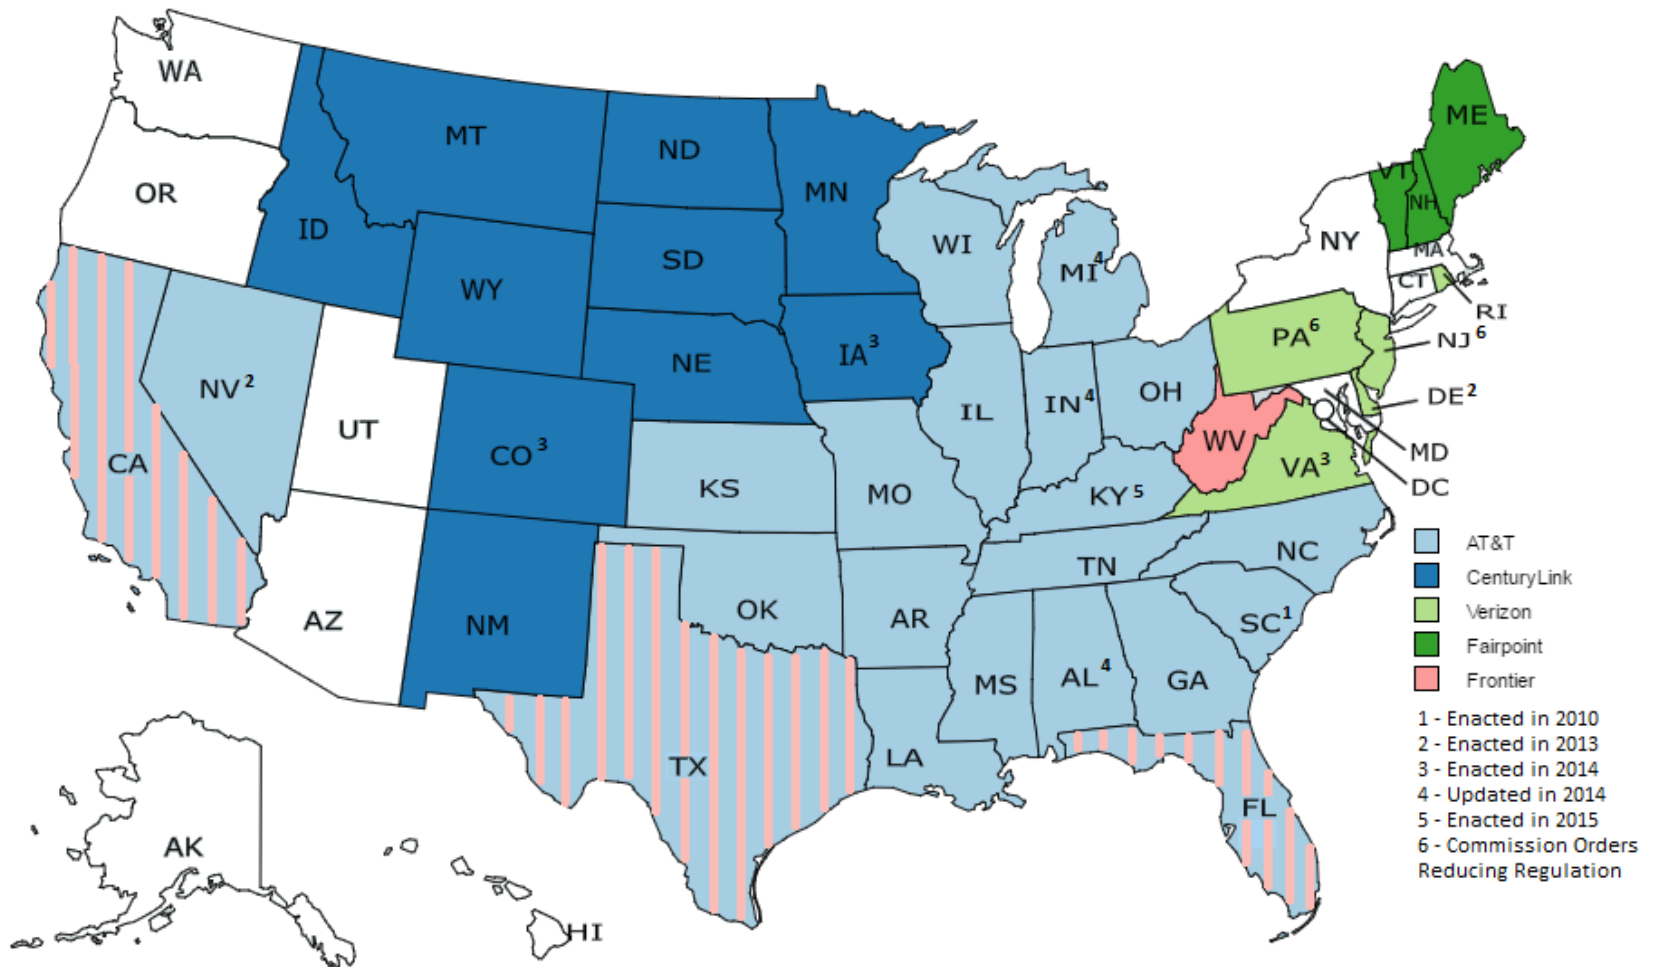 WA
MT
ND
ME
OR
MN
VT
NH
ID
WI
NY
MA
SD
MI4
WY
CT
RI
PA6
NJ6
NE
IA3
NV2
OH
DE2
UT
IL
IN4
CO3
CA
WV
MD
VA3
KS
MO
KY5
DC
NC
TN
AT&T
CenturyLink
OK
AR
SC1
Verizon
AZ
NM
Fairpoint
MS
AL4
GA
Frontier
1 - Enacted in 2010
2 - Enacted in 2013
3 - Enacted in 2014
4 - Updated in 2014
5 - Enacted in 2015
6 - Commission Orders
Reducing Regulation
TX
LA
FL
AK
HI